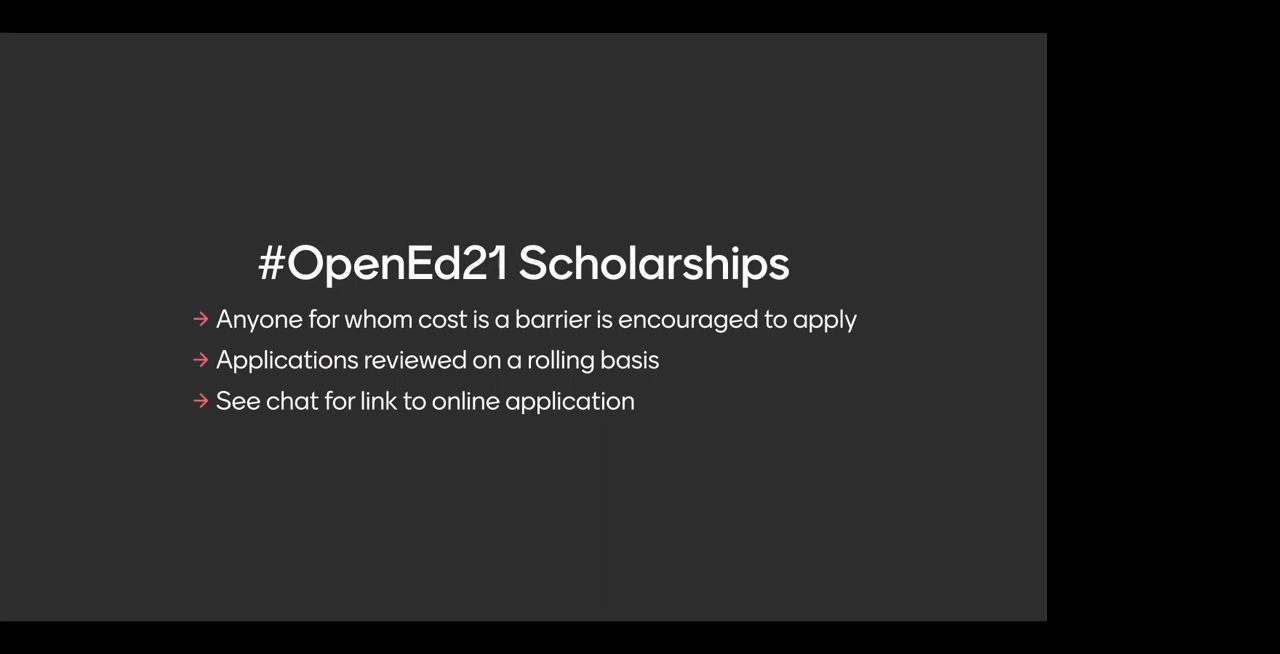 #OpenEd21 Scholarships
→ Anyone for whom cost is a barrier is encouraged to apply
→ Applications reviewed on a rolling basis
→ See chat for link to online application